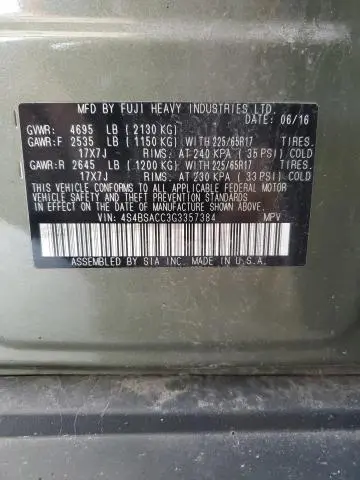 MFD BY FUJI HEAVY INDUSTRIES LTD.
DATE: 06/16
GVWR: 4695 LB (2130 KG)
GAWR:F 2535 LB (1150 KG) WITH 225/65R17 TIRES.
17X7J RIMS. AT 240 KPA (35 PSI) COLD.
GAWR:R 2645 LB (1200 KG) WITH 225/65R17 TIRES.
17X7J RIMS. AT 230 KPA (33 PSI) COLD.
THIS VEHICLE CONFORMS TO ALL APPLICABLE FEDERAL MOTOR
VEHICLE SAFETY STANDARDS IN EFFECT ON THE DATE OF MANUFACTURE SHOWN ABOVE.
VIN: 4S4BSACC3G3357384 MPV
ASSEMBLED BY SIA INC. MADE IN U.S.A.